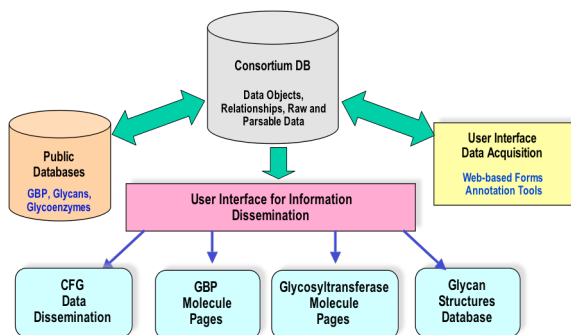 Consortium DB
Data Objects,
Relationships, Raw and
Parsable Data
Public
Databases
GBP, Glycans,
Glycoenzymes
User Interface
Data Acquisition
Web-based Forms
Annotation Tools
User Interface for Information
Dissemination
CFG
Data
Dissemination
GBP
Molecule
Pages
Glycosyltransferase
Molecule
Pages
Glycan
Structures
Database